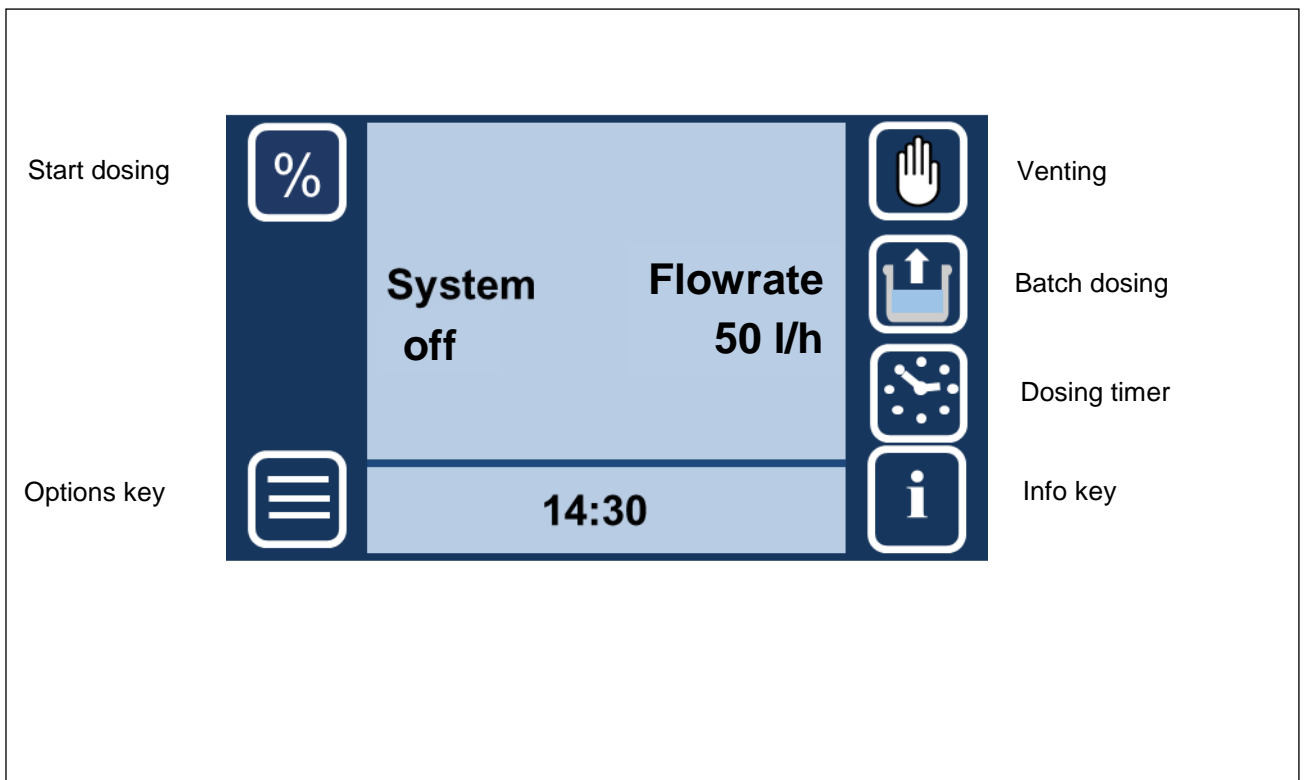 Start dosing
%
Venting
System
off
Flowrate
50 l/h
Batch dosing
Dosing timer
Options key
14:30
i
Info key